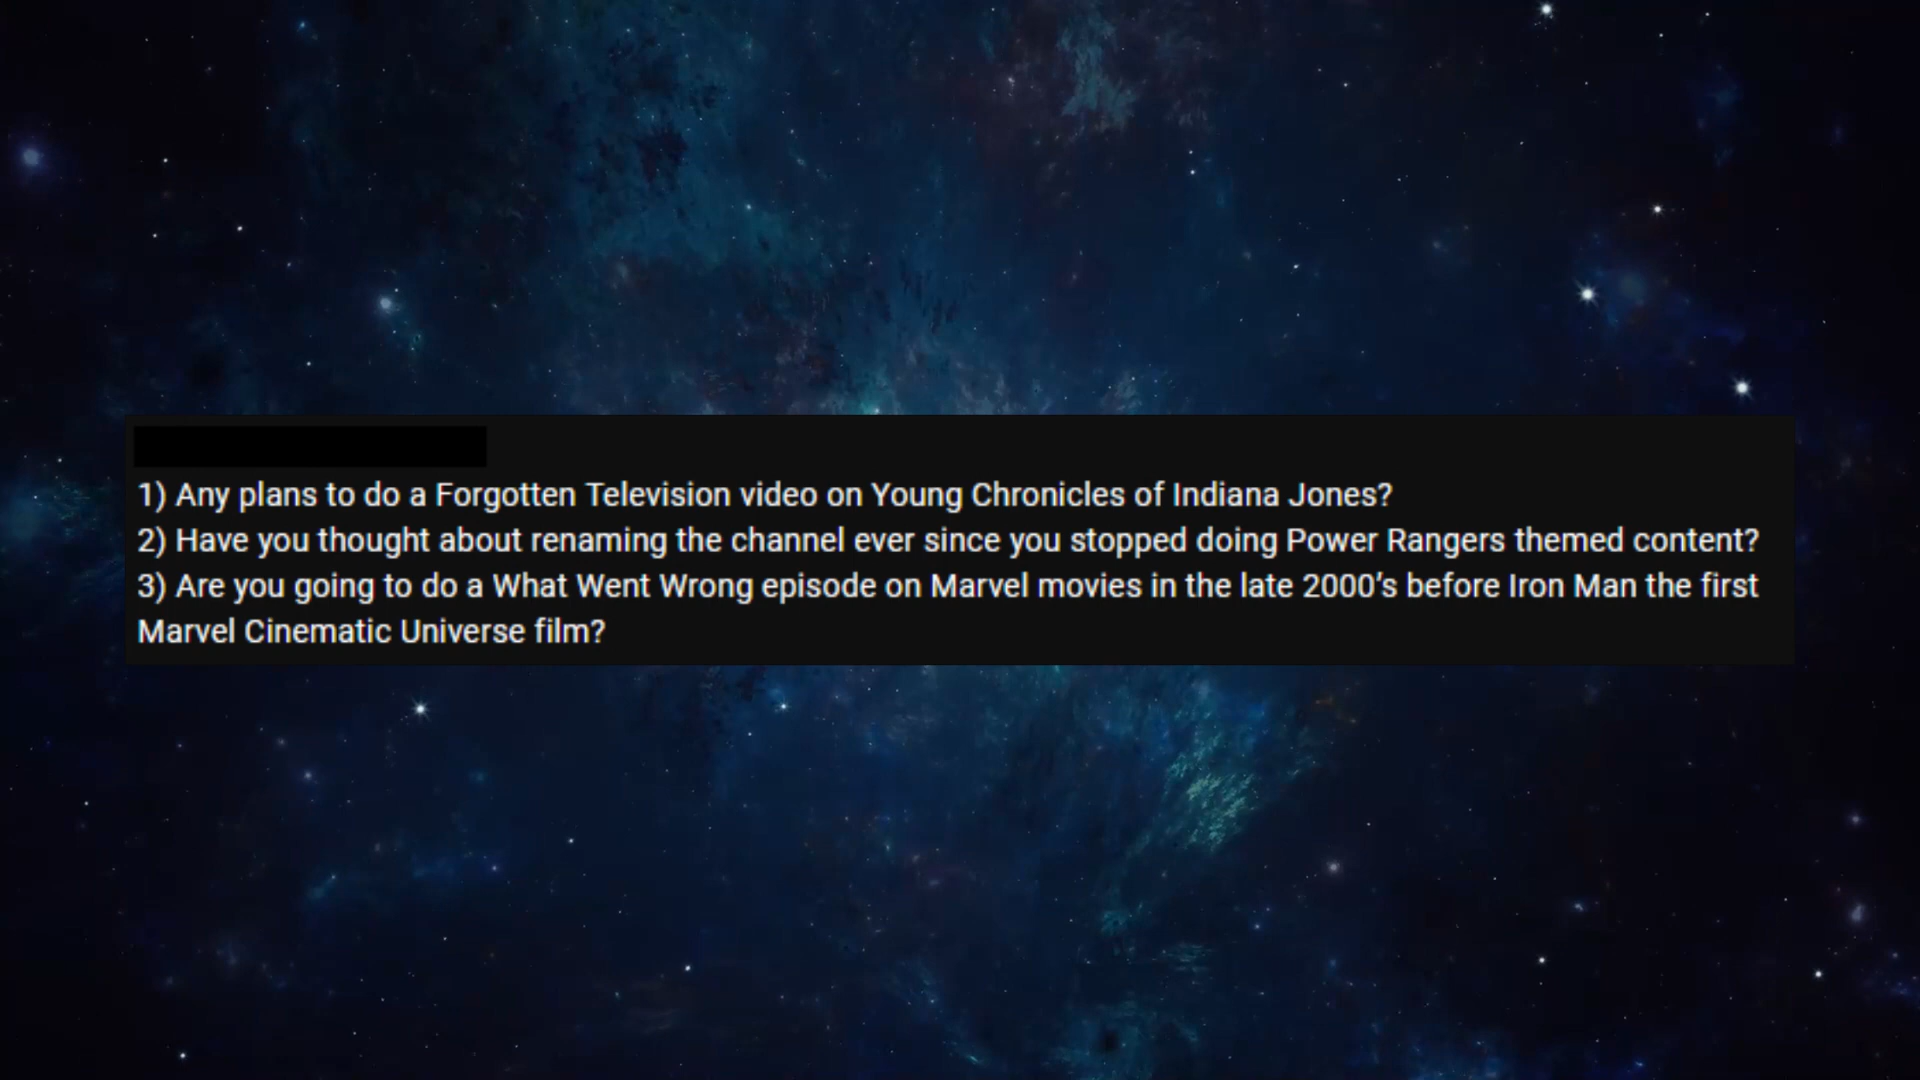 1) Any plans to do a Forgotten Television video on Young Chronicles of Indiana Jones?
2) Have you thought about renaming the channel ever since you stopped doing Power Rangers themed content?
3) Are you going to do a What Went Wrong episode on Marvel movies in the late 2000's before Iron Man the first
Marvel Cinematic Universe film?